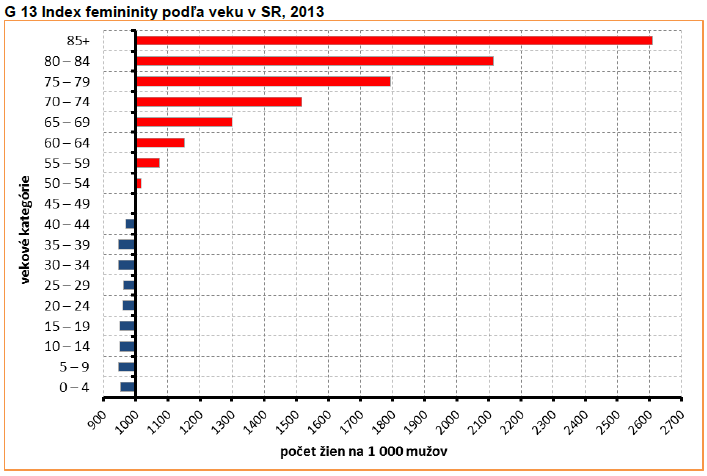 G 13 Index femininity podľa veku v SR, 2013
85+
80 – 84
75 – 79
70 – 74
65 – 69
60 – 64
55 – 59
50 – 54
45 – 49
40 – 44
35 – 39
30 – 34
25 – 29
20 – 24
15 – 19
10 – 14
5 – 9
0 – 4
vekové kategórie
900 1000 1100 1200 1300 1400 1500 1600 1700 1800 1900 2000 2100 2200 2300 2400 2500 2600 2700
počet žien na 1 000 mužov